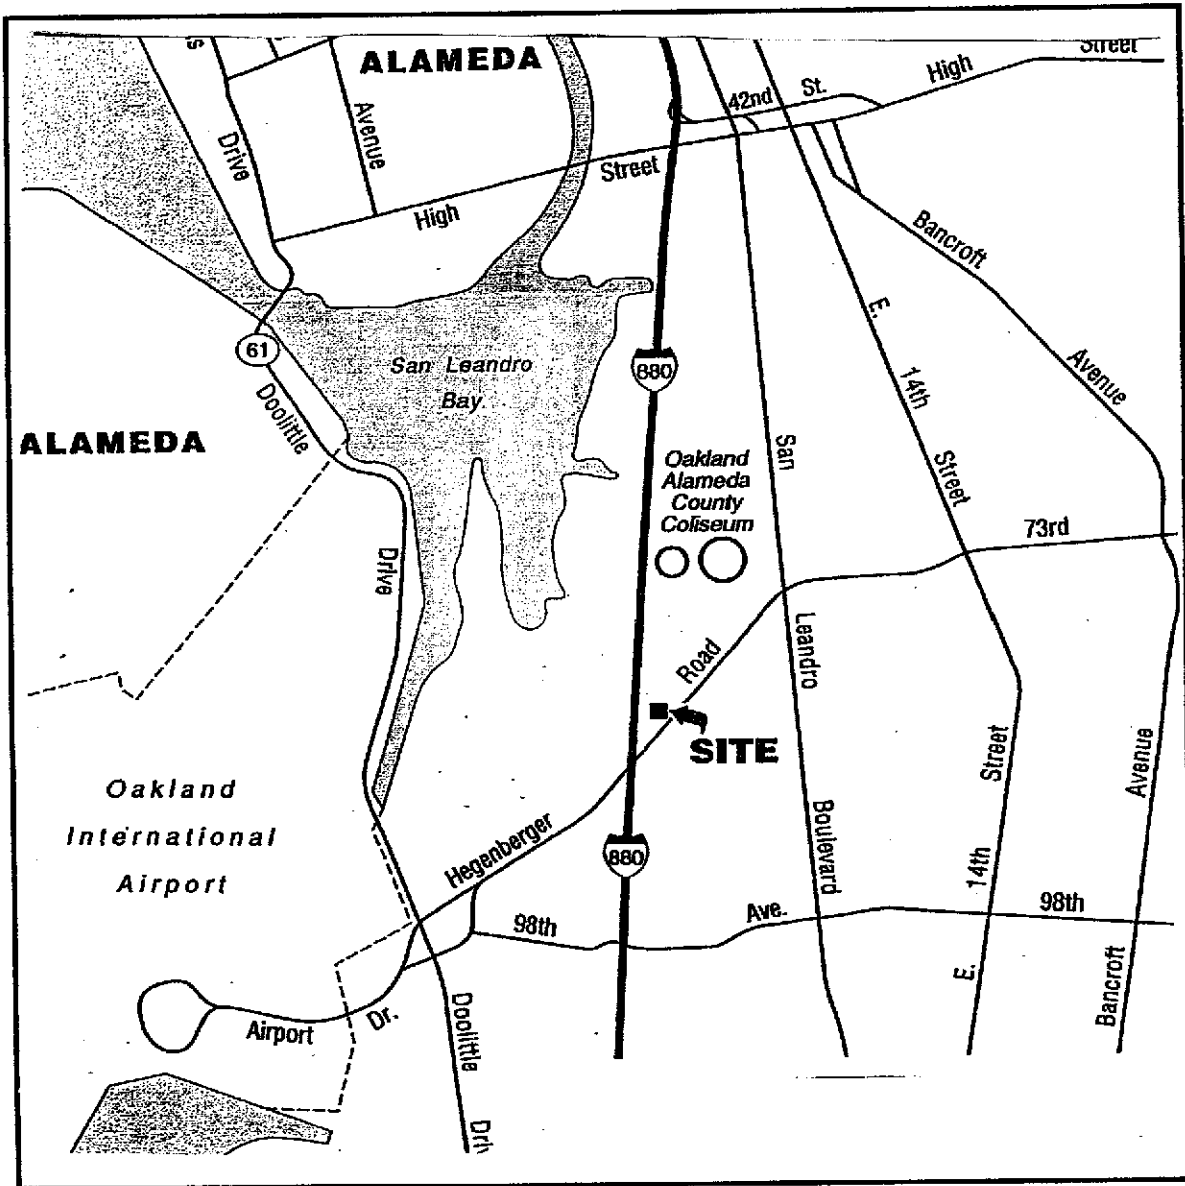 s
ALAMEDA
Street
High
42nd
St.
Drive
Avenue
Street
High
Bancroft
E.
61
San Leandro
Bay
880
14th
Avenue
Doolittle
ALAMEDA
San
Oakland
Alameda
County
Coliseum
Street
73rd
Drive
Road
Leandro
SITE
Street
Avenue
Oakland
International
Airport
Hegenberger
880
Boulevard
14th
98th
Ave.
98th
E.
Bancroft
Airport
Dr.
Doolittle
Driv